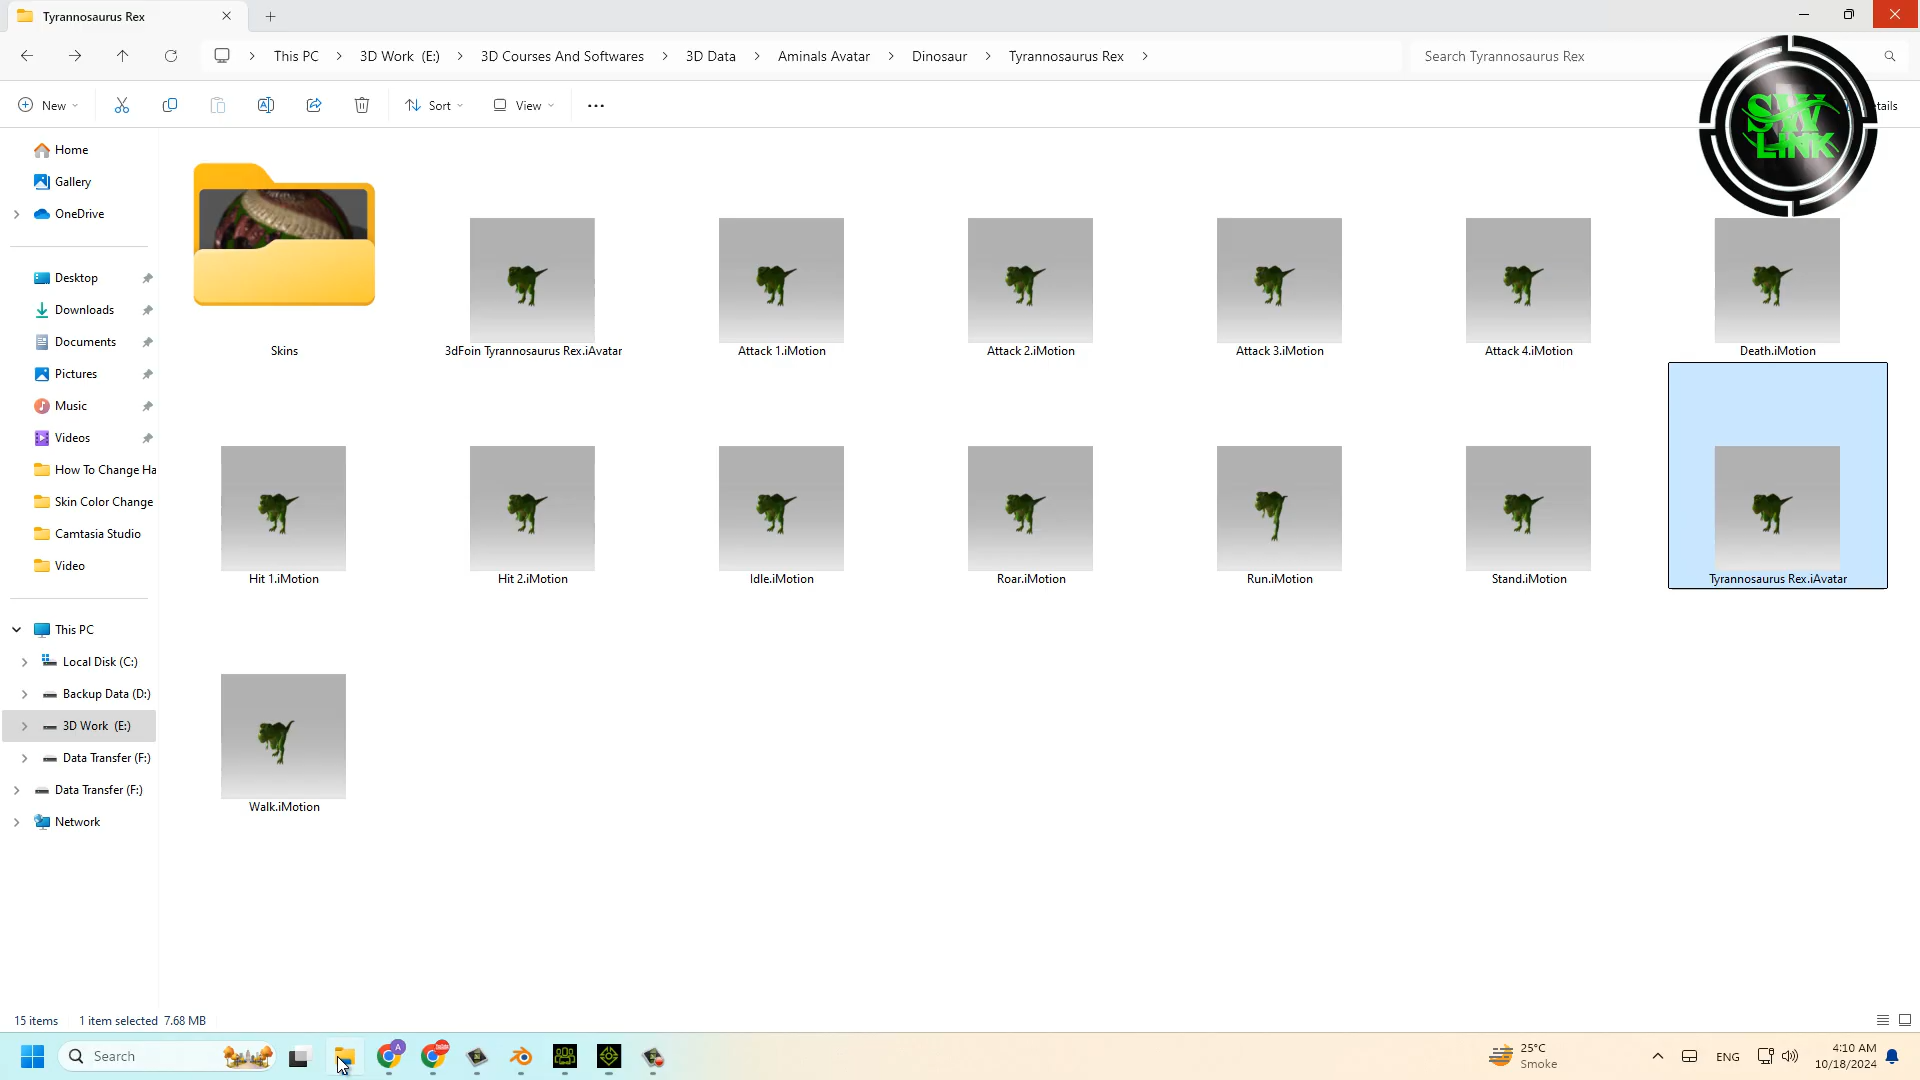 Tyrannosaurus Rex
This PC > 3D Work (E:) > 3D Courses And Softwares > 3D Data > Aminals Avatar > Dinosaur > Tyrannosaurus Rex >
Search Tyrannosaurus Rex
New
Sort
View
tails
SW
LINK
Home
Gallery
OneDrive
Desktop
Downloads
Documents
Pictures
Music
Videos
How To Change Ha
Skin Color Change
Camtasia Studio
Video
This PC
Local Disk (C:)
Backup Data (D:)
3D Work (E:)
Data Transfer (F:)
Data Transfer (F:)
Network
Skins
3dFoin Tyrannosaurus Rex.iAvatar
Attack 1.iMotion
Attack 2.iMotion
Attack 3.iMotion
Attack 4.iMotion
Death.iMotion
Hit 1.iMotion
Hit 2.iMotion
Idle.iMotion
Roar.iMotion
Run.iMotion
Stand.iMotion
Tyrannosaurus Rex.iAvatar
Walk.iMotion
15 items
1 item selected 7.68 MB
Search
A
25°C
Smoke
ENG
4:10 AM
10/18/2024